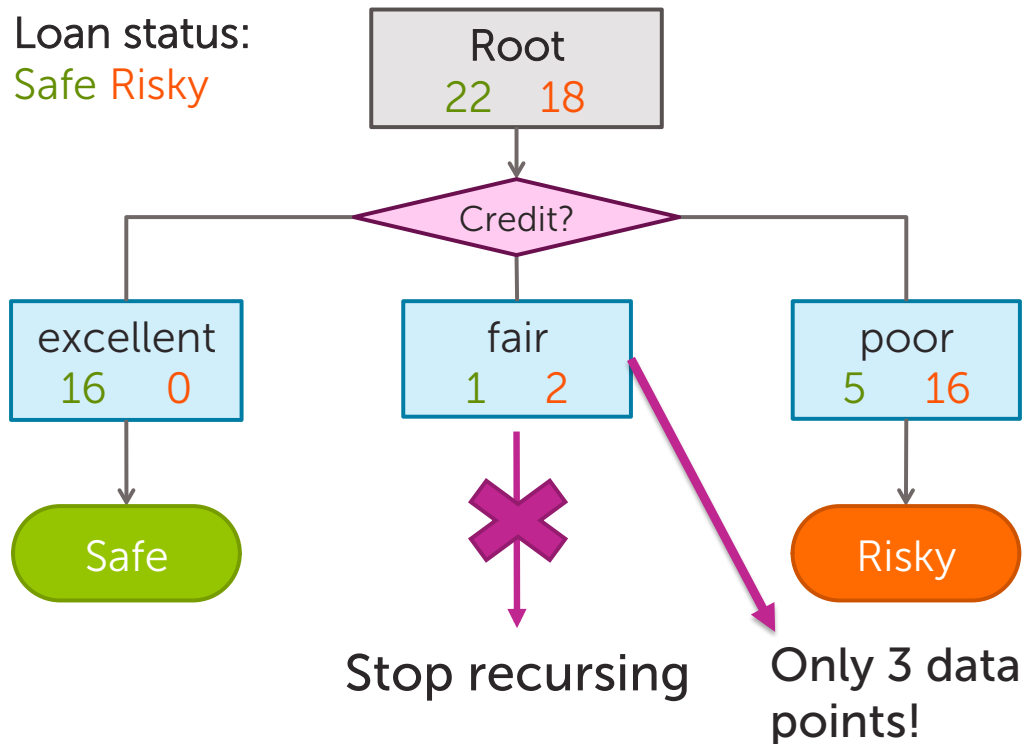 Loan status:
Safe Risky
Root
22 18
Credit?
excellent
16 0
fair
1 2
poor
5 16
Safe
Risky
Stop recursing
Only 3 data
points!